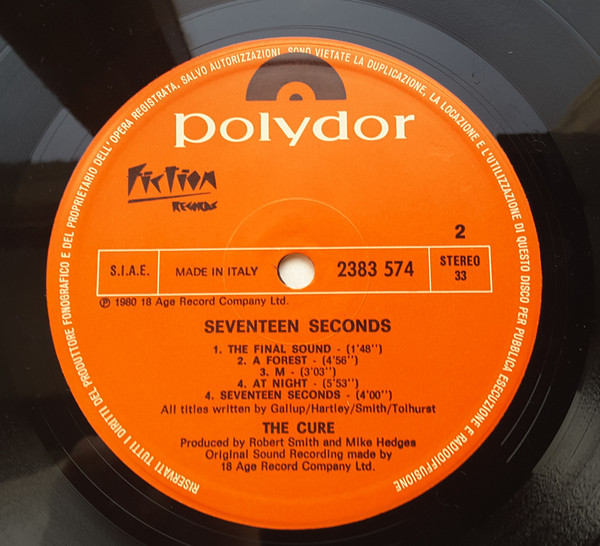 RISERVATI TUTTI I DIRITTI DEL PRODUTTORE FONOGRAFICO E DEL PROPRIETARIO DELL'OPERA REGISTRATA. SALVO AUTORIZZAZIONI, SONO VIETATE LA DUPLICAZIONE, LA LOCAZIONE E L'UTILIZZAZIONE DI QUESTO DISCO PER PUBBLICA ESECUZIONE E RADIODIFFUSIONE
polydor
Fiction
RECORDS
2
S.I.A.E.
MADE IN ITALY
2383 574
STEREO
33
℗ 1980 18 Age Record Company Ltd.
SEVENTEEN SECONDS
1. THE FINAL SOUND - (1'48'')
2. A FOREST - (4'56'')
3. M - (3'03'')
4. AT NIGHT - (5'53'')
4. SEVENTEEN SECONDS - (4'00'')
All titles written by Gallup/Hartley/Smith/Tolhurst
THE CURE
Produced by Robert Smith and Mike Hedges
Original Sound Recording made by
18 Age Record Company Ltd.